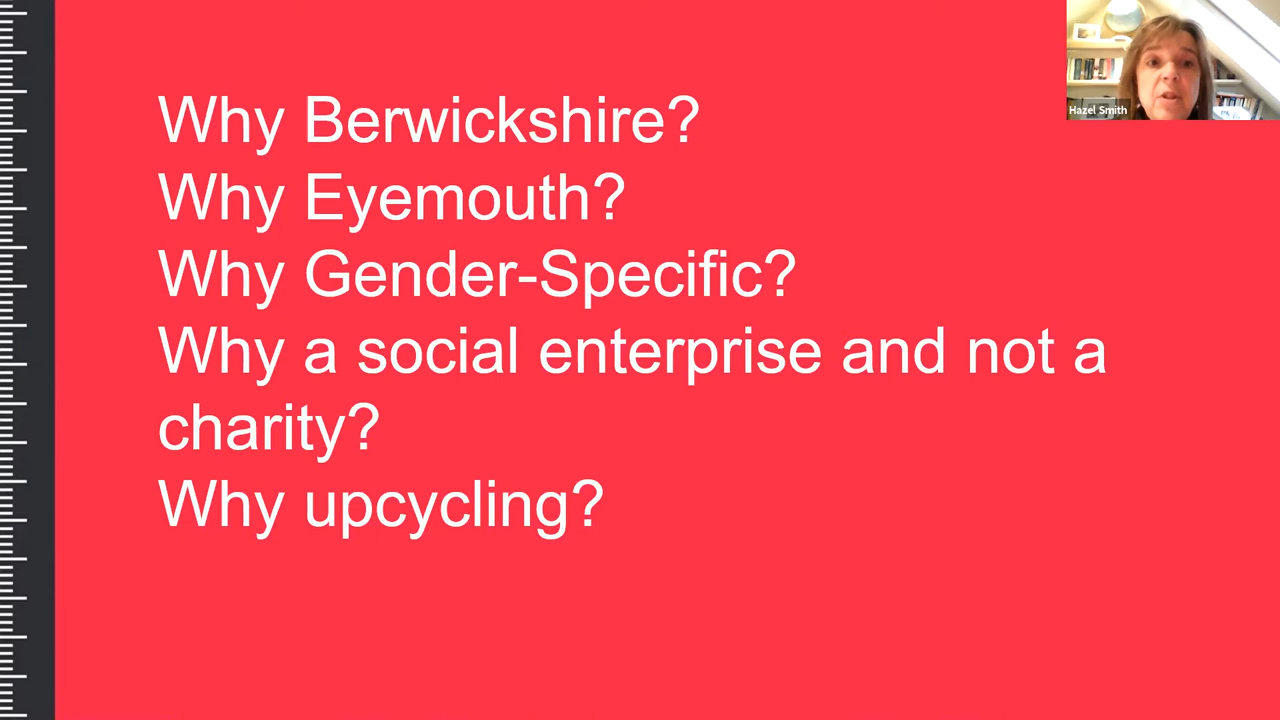 Why Berwickshire?
Why Eyemouth?
Why Gender-Specific?
Why a social enterprise and not a
charity?
Why upcycling?
Hazel Smith